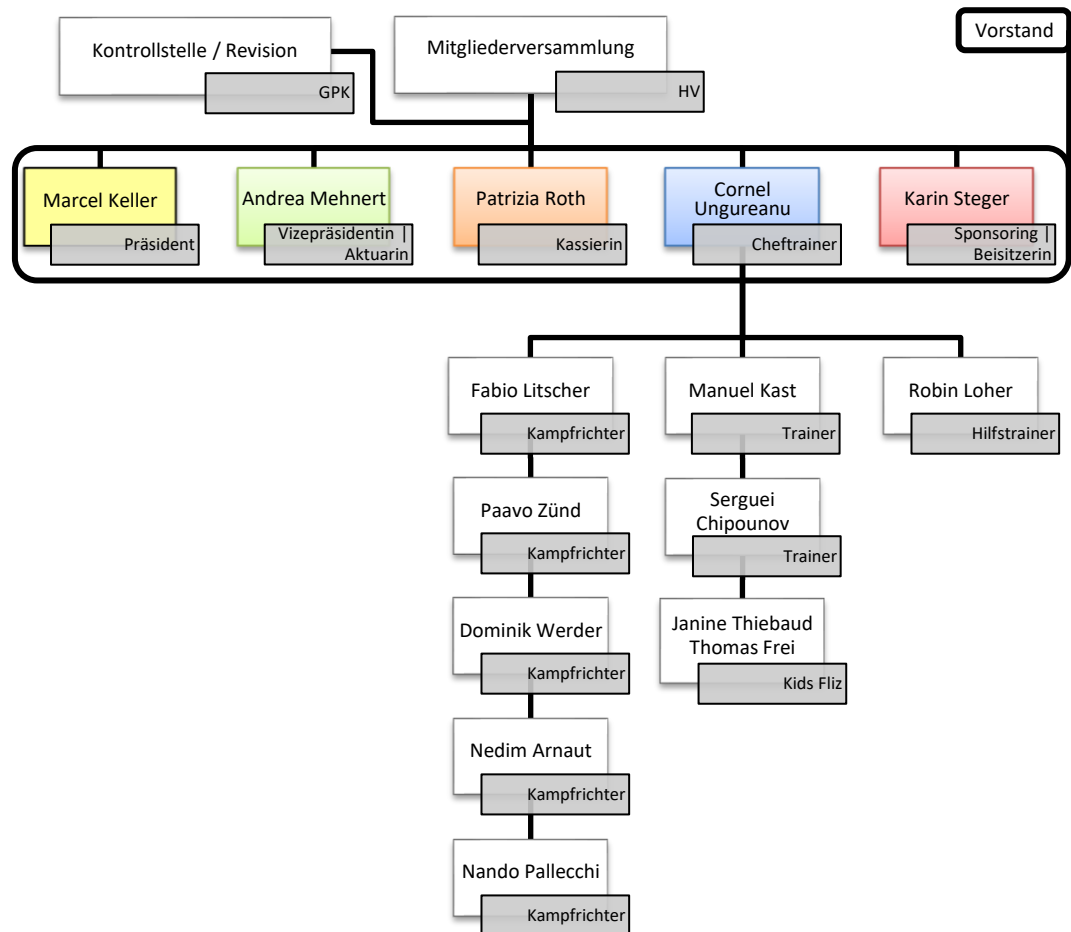 Kontrollstelle / Revision
GPK
Mitgliederversammlung
HV
Vorstand
Marcel Keller
Präsident
Andrea Mehnert
Vizepräsidentin |
Aktuarin
Patrizia Roth
Kassierin
Cornel
Ungureanu
Cheftrainer
Karin Steger
Sponsoring |
Beisitzerin
Fabio Litscher
Kampfrichter
Manuel Kast
Trainer
Robin Loher
Hilfstrainer
Paavo Zünd
Kampfrichter
Serguei
Chipounov
Trainer
Dominik Werder
Kampfrichter
Janine Thiebaud
Thomas Frei
Kids Fliz
Nedim Arnaut
Kampfrichter
Nando Pallecchi
Kampfrichter